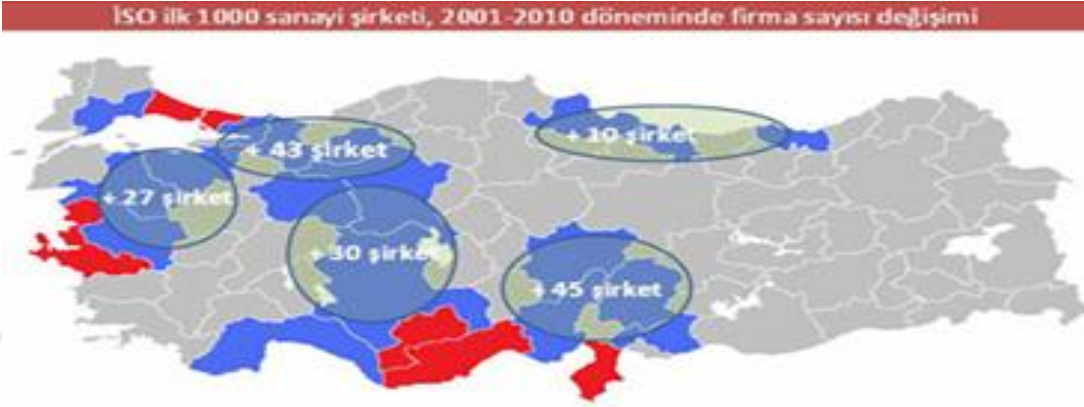 İSO ilk 1000 sanayi şirketi, 2001-2010 döneminde firma sayısı değişimi
+ 10 şirket
+ 43 şirket
+ 27 şirket
+ 30 şirket
+ 45 şirket